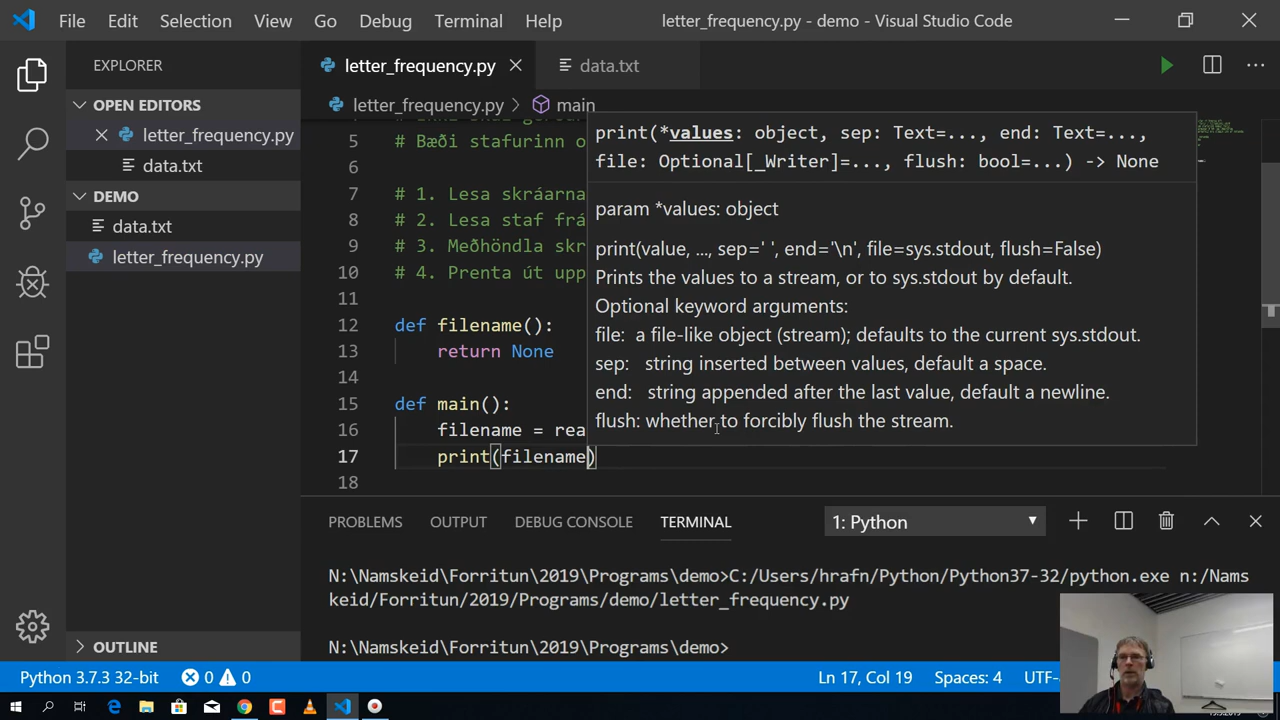 File Edit Selection View Go Debug Terminal Help letter_frequency.py - demo - Visual Studio Code
EXPLORER
letter_frequency.py
data.txt
OPEN EDITORS
letter_frequency.py
data.txt
DEMO
data.txt
letter_frequency.py
OUTLINE
letter_frequency.py > main
5 # Bæði stafurinn o
6
7 # 1. Lesa skráarna
8 # 2. Lesa staf frá
9 # 3. Meðhöndla skr
10 # 4. Prenta út upp
11
12 def filename():
13 return None
14
15 def main():
16 filename = rea
17 print(filename)
18
print(*values: object, sep: Text=..., end: Text=...,
file: Optional[_Writer]=..., flush: bool=...) -> None
param *values: object
print(value, ..., sep=' ', end='\n', file=sys.stdout, flush=False)
Prints the values to a stream, or to sys.stdout by default.
Optional keyword arguments:
file: a file-like object (stream); defaults to the current sys.stdout.
sep: string inserted between values, default a space.
end: string appended after the last value, default a newline.
flush: whether to forcibly flush the stream.
PROBLEMS OUTPUT DEBUG CONSOLE TERMINAL 1: Python
N:\Namskeid\Forritun\2019\Programs\demo>C:/Users/hrafn/Python/Python37-32/python.exe n:/Nams
keid/Forritun/2019/Programs/demo/letter_frequency.py
N:\Namskeid\Forritun\2019\Programs\demo>
Python 3.7.3 32-bit 0 0 Ln 17, Col 19 Spaces: 4 UTF-